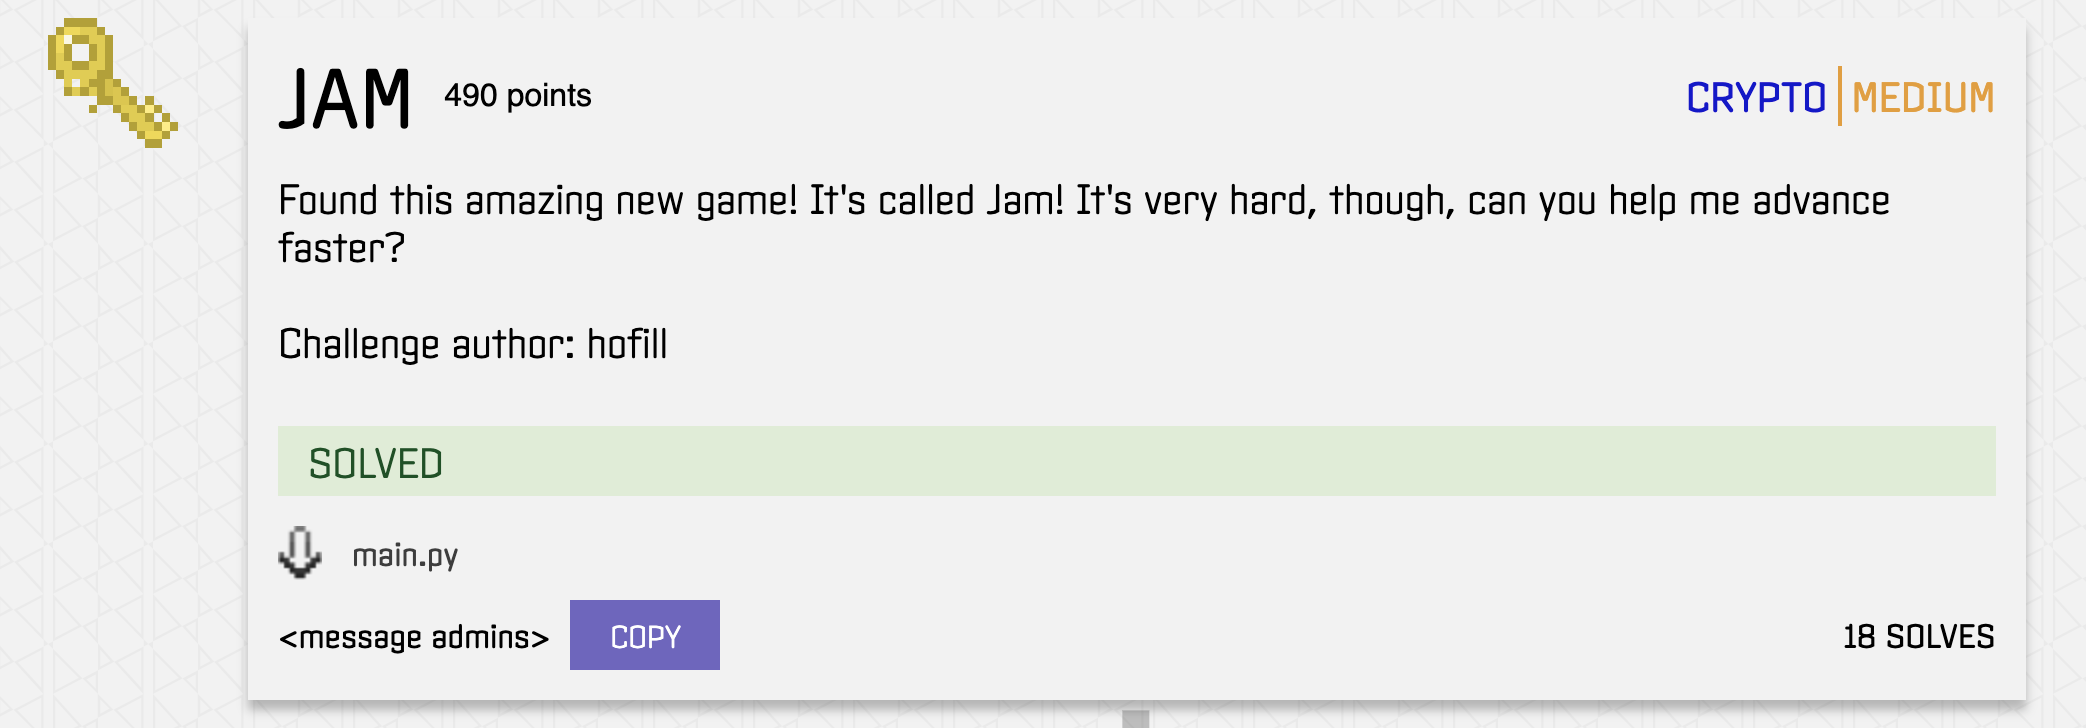 JAM 490 points CRYPTO MEDIUM
Found this amazing new game! It's called Jam! It's very hard, though, can you help me advance
faster?
Challenge author: hofill
SOLVED
main.py
<message admins> COPY 18 SOLVES